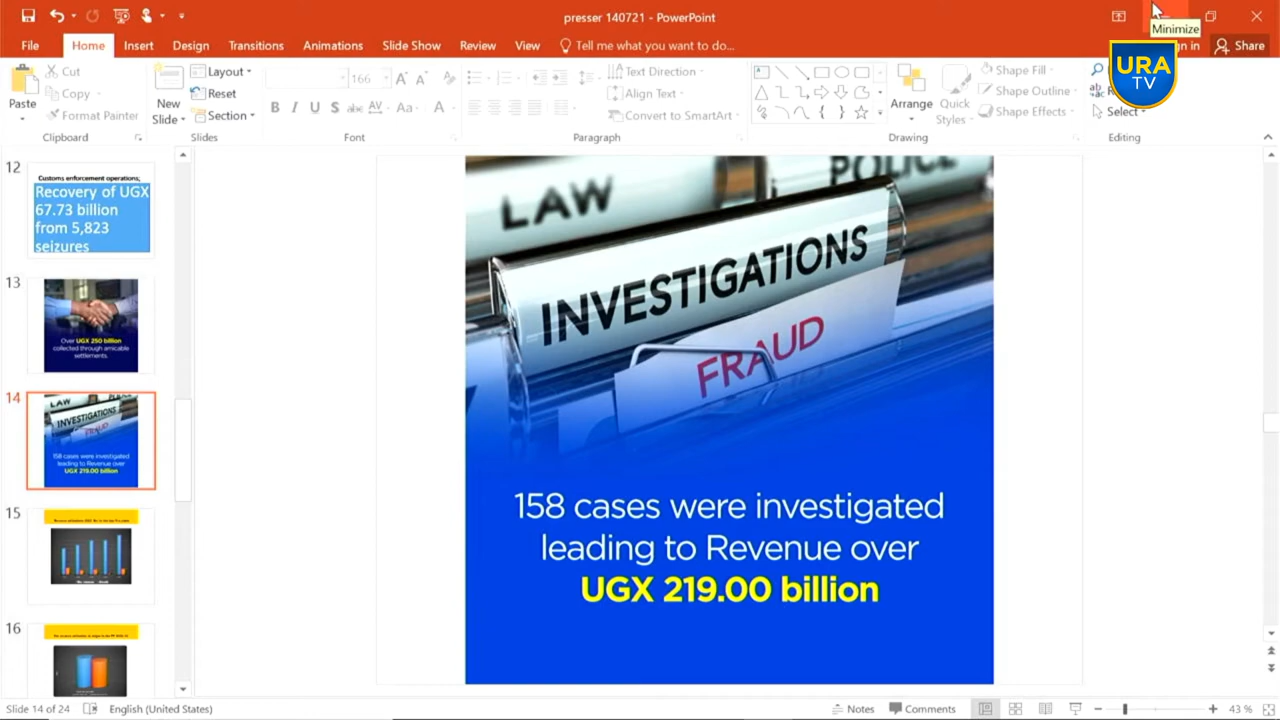 presser 140721 - PowerPoint
Minimize
File
Home
Insert
Design
Transitions
Animations
Slide Show
Review
View
Tell me what you want to do...
Sign in
Share
URA
TV
Paste
Cut
Copy
Format Painter
Clipboard
New
Slide
Layout
Reset
Section
Slides
166
Font
Text Direction
Align Text
Convert to SmartArt
Paragraph
Arrange
Quick
Styles
Shape Fill
Shape Outline
Shape Effects
Drawing
Select
Editing
12
Customs enforcement operations;
Recovery of UGX
67.73 billion
from 5,823
seizures
13
Over UGX 250 billion
collected through amicable
settlements.
14
LAW
INVESTIGATIONS
FRAUD
158 cases were investigated
leading to Revenue over
UGX 219.00 billion
15
16
LAW
POLICE
INVESTIGATIONS
FRAUD
158 cases were investigated
leading to Revenue over
UGX 219.00 billion
Slide 14 of 24
English (United States)
Notes
Comments
43 %